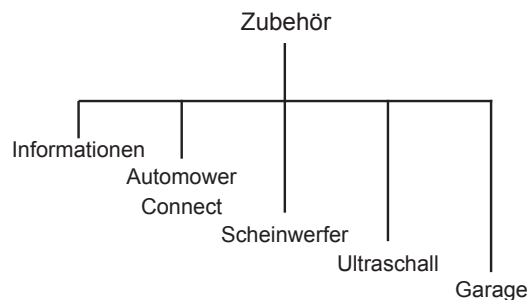 Zubehör
Informationen
Automower
Connect
Scheinwerfer
Ultraschall
Garage